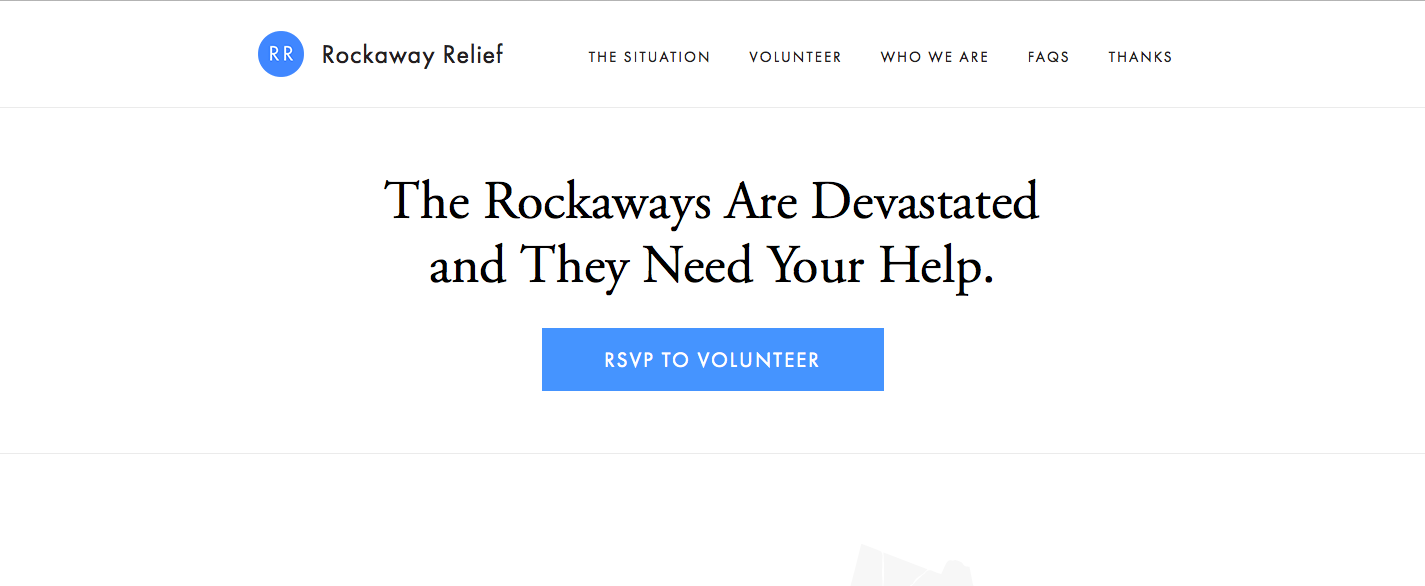 RR
Rockaway Relief
THE SITUATION
VOLUNTEER
WHO WE ARE
FAQS
THANKS
The Rockaways Are Devastated
and They Need Your Help.
RSVP TO VOLUNTEER